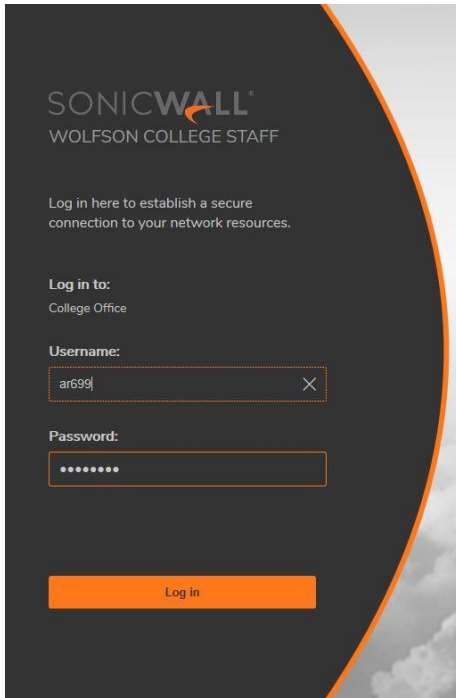 SONICWALL®
WOLFSON COLLEGE STAFF
Log in here to establish a secure
connection to your network resources.
Log in to:
College Office
Username:
ar699
Password:
••••••••
Log in